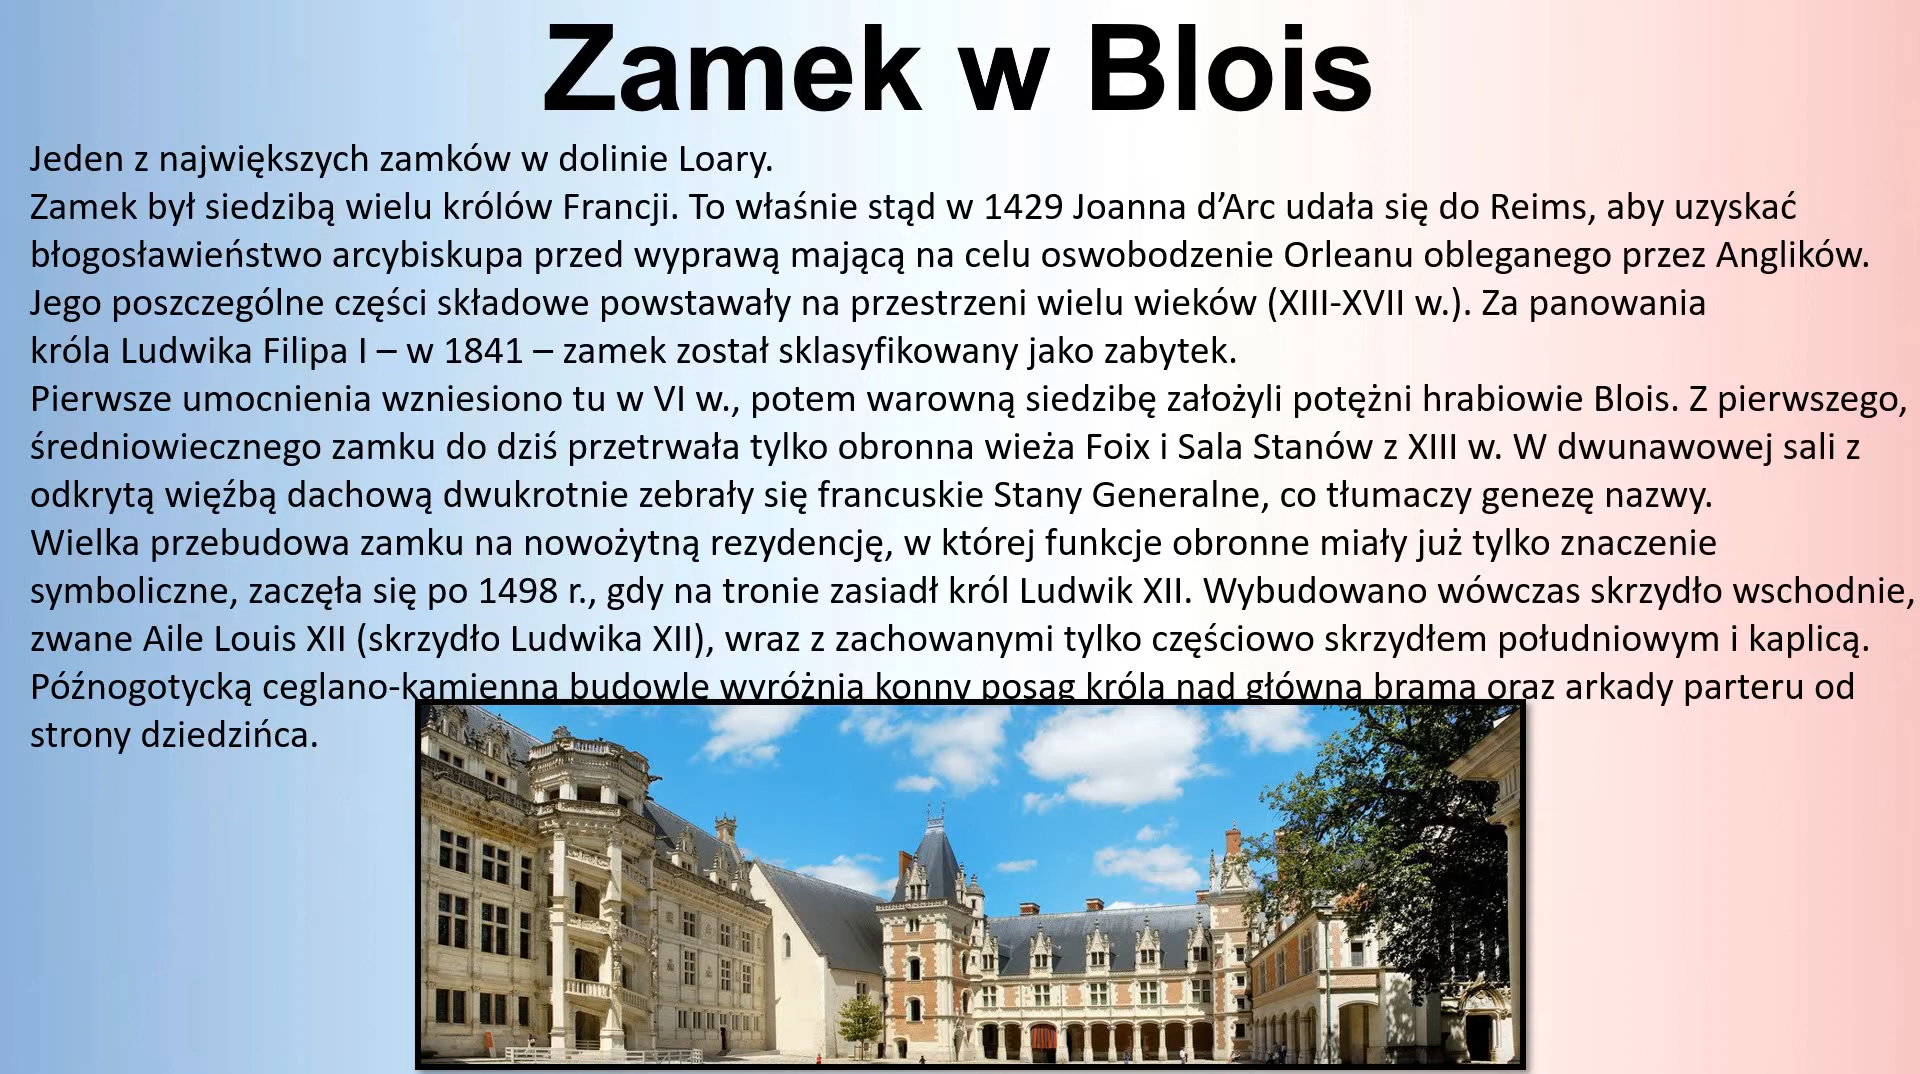 Zamek w Blois
Jeden z największych zamków w dolinie Loary.
Zamek był siedzibą wielu królów Francji. To właśnie stąd w 1429 Joanna d’Arc udała się do Reims, aby uzyskać
błogosławieństwo arcybiskupa przed wyprawą mającą na celu oswobodzenie Orleanu obleganego przez Anglików.
Jego poszczególne części składowe powstawały na przestrzeni wielu wieków (XIII-XVII w.). Za panowania
króla Ludwika Filipa I – w 1841 – zamek został sklasyfikowany jako zabytek.
Pierwsze umocnienia wzniesiono tu w VI w., potem warowną siedzibę założyli potężni hrabiowie Blois. Z pierwszego,
średniowiecznego zamku do dziś przetrwała tylko obronna wieża Foix i Sala Stanów z XIII w. W dwunawowej sali z
odkrytą więźbą dachową dwukrotnie zebrały się francuskie Stany Generalne, co tłumaczy genezę nazwy.
Wielka przebudowa zamku na nowożytną rezydencję, w której funkcje obronne miały już tylko znaczenie
symboliczne, zaczęła się po 1498 r., gdy na tronie zasiadł król Ludwik XII. Wybudowano wówczas skrzydło wschodnie,
zwane Aile Louis XII (skrzydło Ludwika XII), wraz z zachowanymi tylko częściowo skrzydłem południowym i kaplicą.
Późnogotycką ceglano-kamienną budowlę wyróżnia konny posąg króla nad główną bramą oraz arkady parteru od
strony dziedzińca.